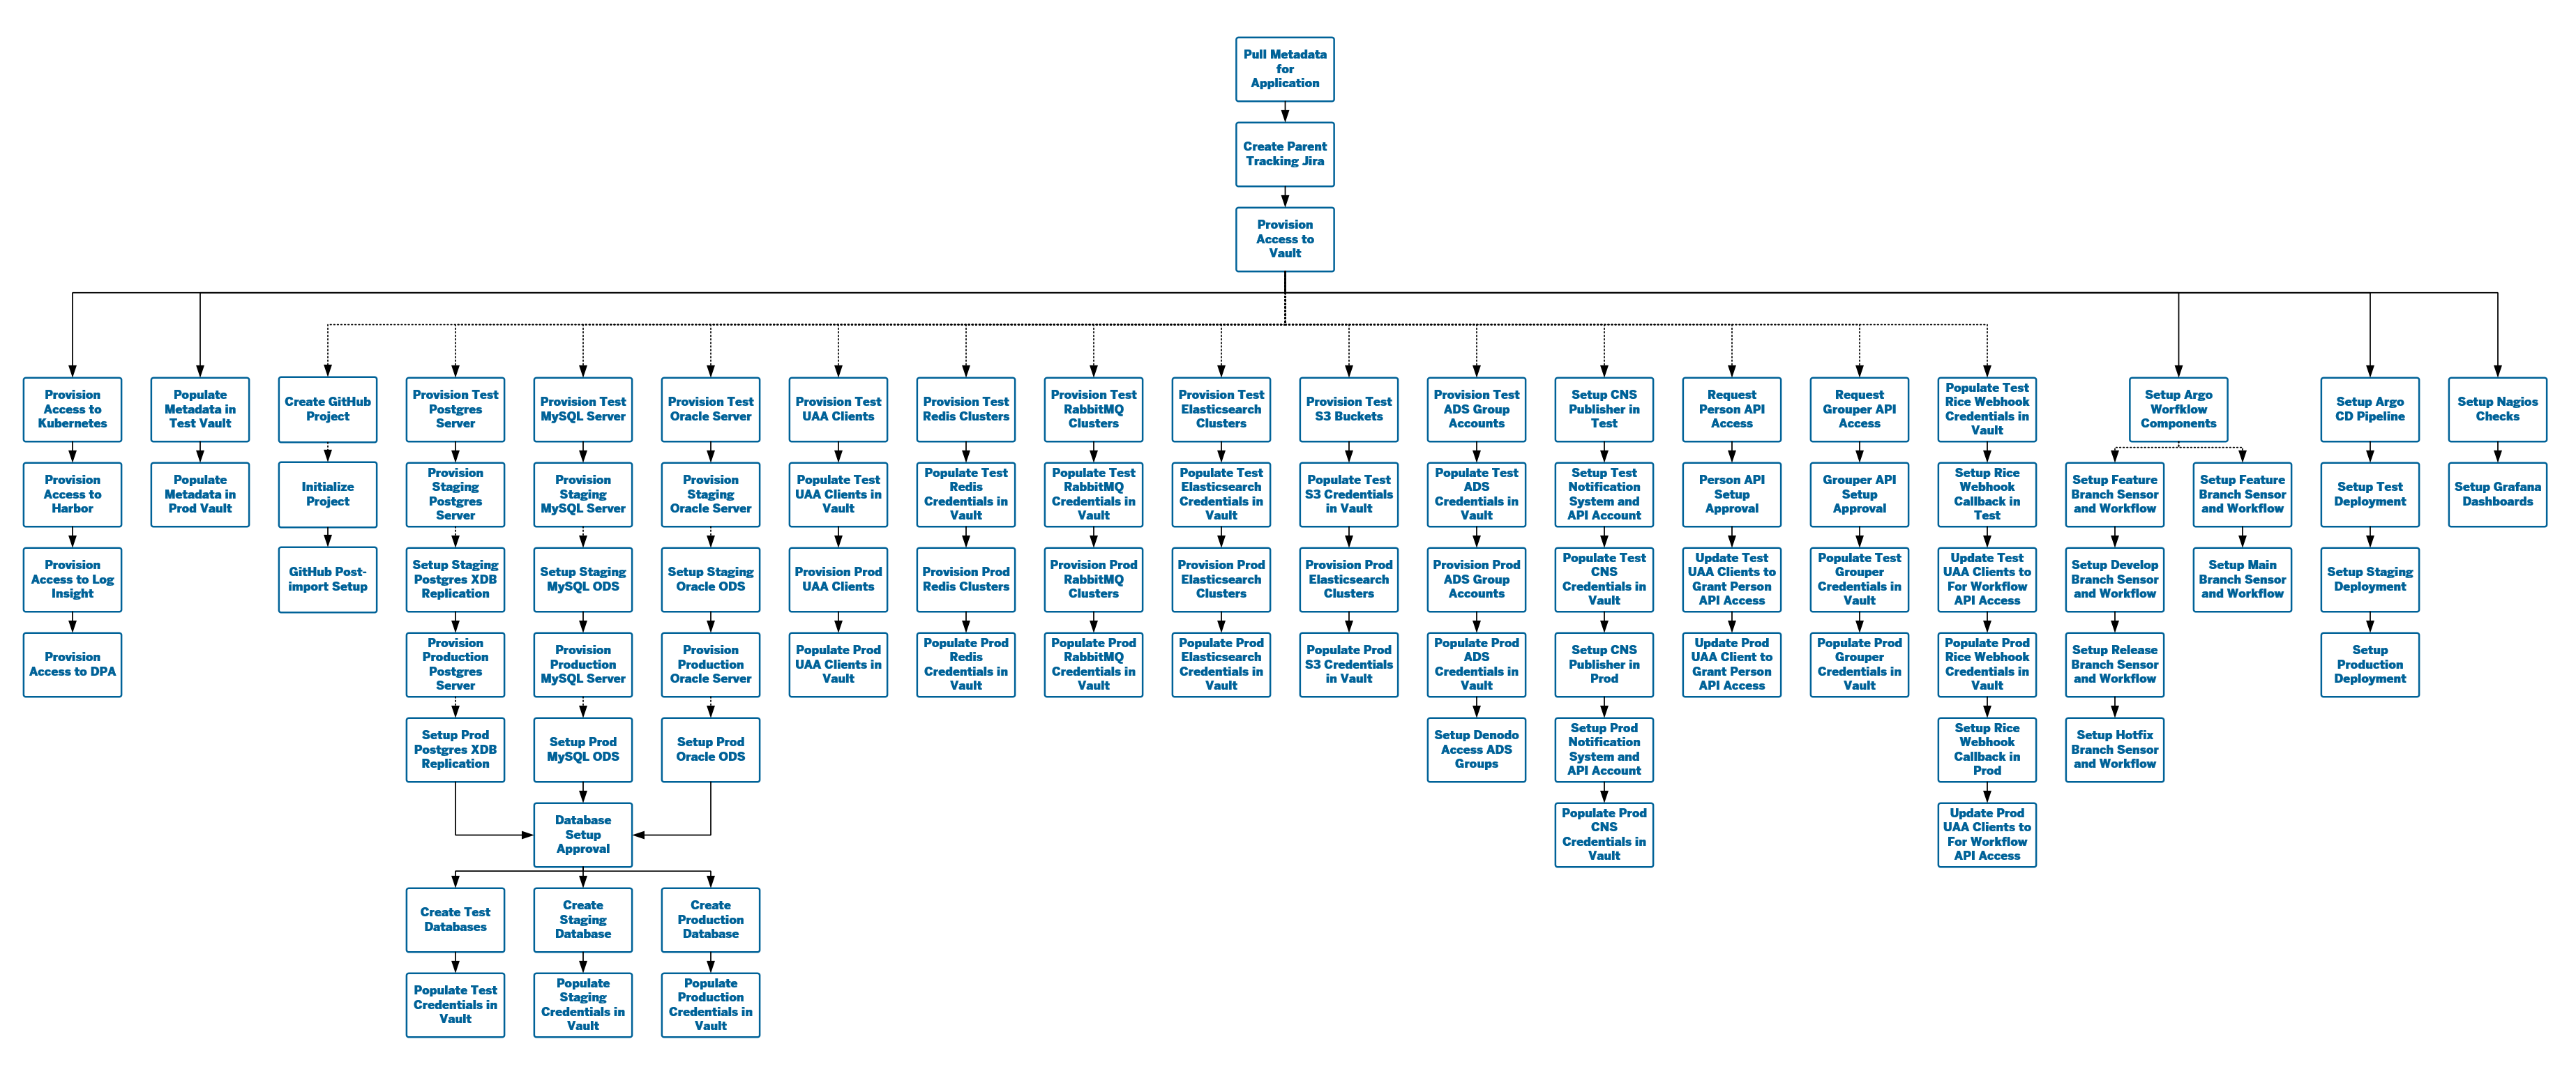 Pull Metadata
for
Application
Create Parent
Tracking Jira
Provision
Access to
Vault
Provision
Access to
Kubernetes
Populate
Metadata in
Test Vault
Create GitHub
Project
Provision Test
Postgres
Server
Provision Test
MySQL Server
Provision Test
Oracle Server
Provision Test
UAA Clients
Provision Test
Redis Clusters
Provision Test
RabbitMQ
Clusters
Provision Test
Elasticsearch
Clusters
Provision Test
S3 Buckets
Provision Test
ADS Group
Accounts
Setup CNS
Publisher in
Test
Request
Person API
Access
Request
Grouper API
Access
Populate Test
Rice Webhook
Credentials in
Vault
Setup Argo
Worfklow
Components
Setup Argo
CD Pipeline
Setup Nagios
Checks
Provision
Access to
Harbor
Populate
Metadata in
Prod Vault
Initialize
Project
Provision
Staging
Postgres
Server
Provision
Staging
MySQL Server
Provision
Staging
Oracle Server
Populate Test
UAA Clients in
Vault
Populate Test
Redis
Credentials in
Vault
Populate Test
RabbitMQ
Credentials in
Vault
Populate Test
Elasticsearch
Credentials in
Vault
Populate Test
S3 Credentials
in Vault
Populate Test
ADS
Credentials in
Vault
Setup Test
Notification
System and
API Account
Person API
Setup
Approval
Grouper API
Setup
Approval
Setup Rice
Webhook
Callback in
Test
Setup Feature
Branch Sensor
and Workflow
Setup Feature
Branch Sensor
and Workflow
Setup Test
Deployment
Setup Grafana
Dashboards
Provision
Access to Log
Insight
GitHub Post-
import Setup
Setup Staging
Postgres XDB
Replication
Setup Staging
MySQL ODS
Setup Staging
Oracle ODS
Provision Prod
UAA Clients
Provision Prod
Redis Clusters
Provision Prod
RabbitMQ
Clusters
Provision Prod
Elasticsearch
Clusters
Provision Prod
Elasticsearch
Clusters
Provision Prod
ADS Group
Accounts
Populate Test
CNS
Credentials in
Vault
Update Test
UAA Clients to
Grant Person
API Access
Populate Test
Grouper
Credentials in
Vault
Update Test
UAA Clients to
For Workflow
API Access
Setup Develop
Branch Sensor
and Workflow
Setup Main
Branch Sensor
and Workflow
Setup Staging
Deployment
Provision
Access to DPA
Provision
Production
Postgres
Server
Provision
Production
MySQL Server
Provision
Production
Oracle Server
Populate Prod
UAA Clients in
Vault
Populate Prod
Redis
Credentials in
Vault
Populate Prod
RabbitMQ
Credentials in
Vault
Populate Prod
Elasticsearch
Credentials in
Vault
Populate Prod
S3 Credentials
in Vault
Populate Prod
ADS
Credentials in
Vault
Setup CNS
Publisher in
Prod
Update Prod
UAA Client to
Grant Person
API Access
Populate Prod
Grouper
Credentials in
Vault
Populate Prod
Rice Webhook
Credentials in
Vault
Setup Release
Branch Sensor
and Workflow
Setup
Production
Deployment
Setup Prod
Postgres XDB
Replication
Setup Prod
MySQL ODS
Setup Prod
Oracle ODS
Setup Denodo
Access ADS
Groups
Setup Prod
Notification
System and
API Account
Setup Rice
Webhook
Callback in
Prod
Setup Hotfix
Branch Sensor
and Workflow
Database
Setup
Approval
Populate Prod
CNS
Credentials in
Vault
Update Prod
UAA Clients to
For Workflow
API Access
Create Test
Databases
Create
Staging
Database
Create
Production
Database
Populate Test
Credentials in
Vault
Populate
Staging
Credentials in
Vault
Populate
Production
Credentials in
Vault